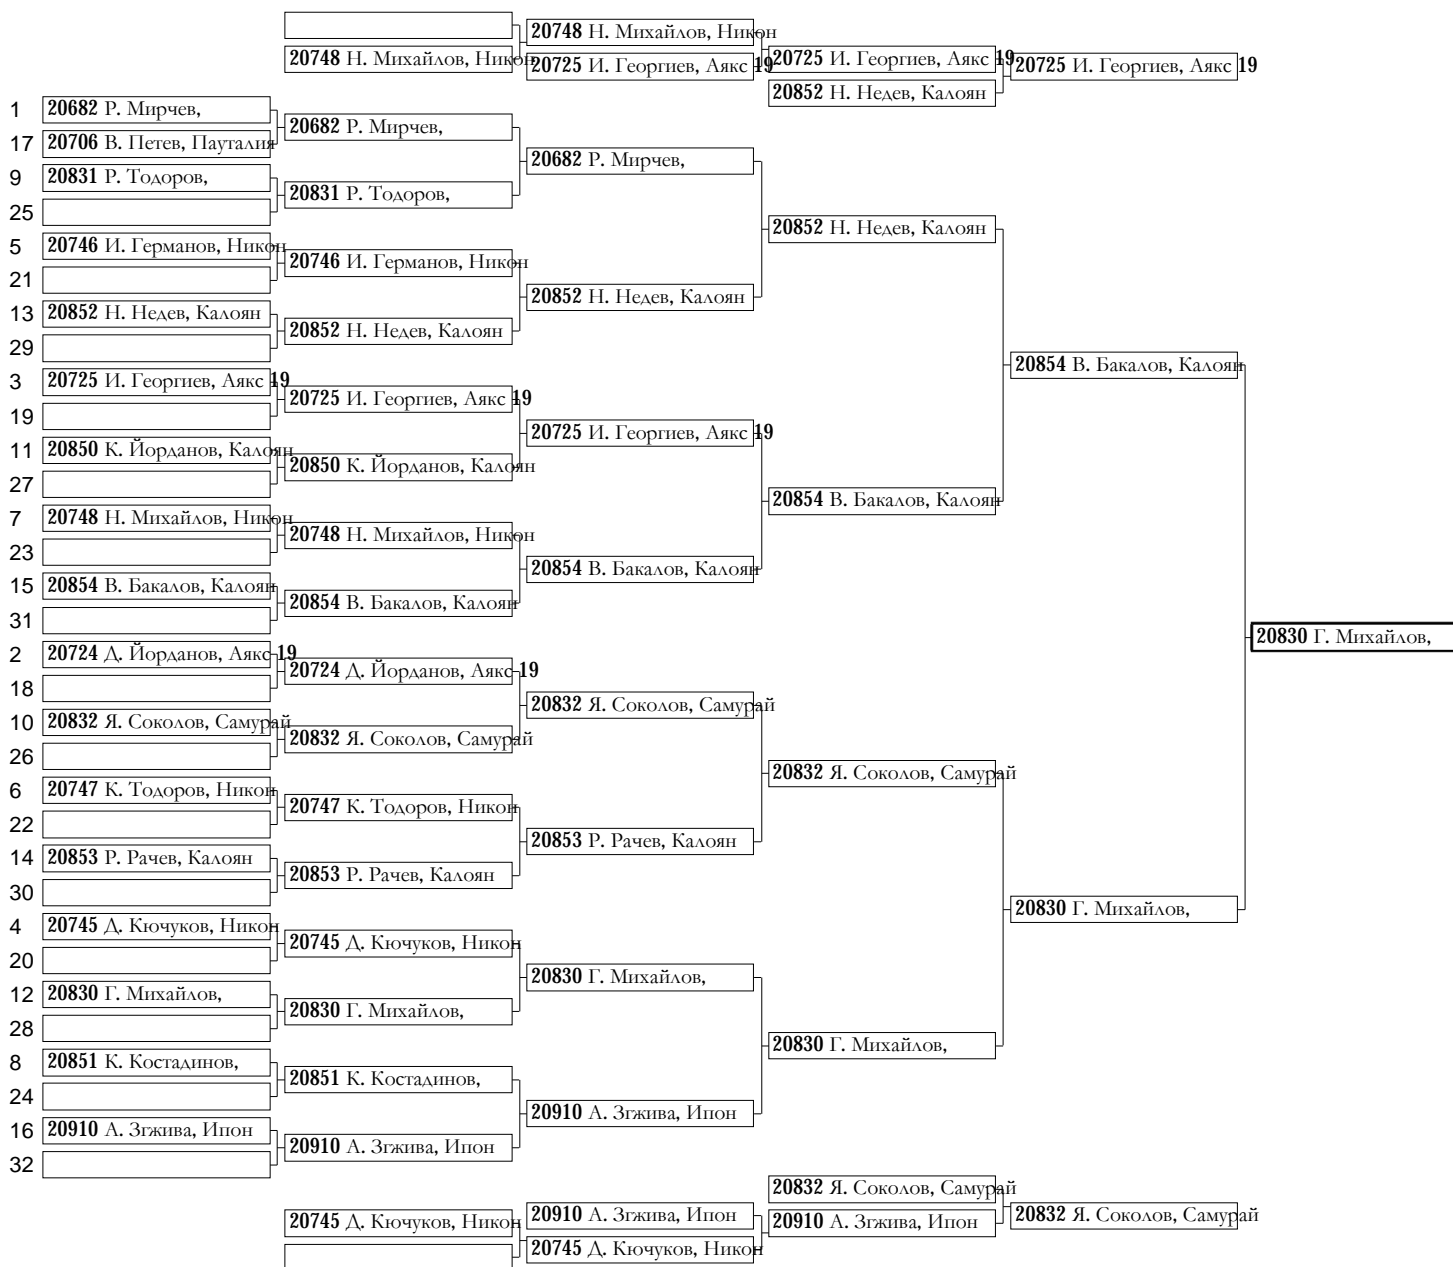 20748 Н. Михайлов, Никон
20748 Н. Михайлов, Никон
20725 И. Георгиев, Аякс 19
20725 И. Георгиев, Аякс 19
20852 Н. Недев, Калоян
20725 И. Георгиев, Аякс 19
1 20682 Р. Мирчев,
17 20706 В. Петев, Пауталия
9 20831 Р. Тодоров,
25
5 20746 И. Германов, Никон
21
13 20852 Н. Недев, Калоян
29
3 20725 И. Георгиев, Аякс 19
19
11 20850 К. Йорданов, Калоян
27
7 20748 Н. Михайлов, Никон
23
15 20854 В. Бакалов, Калоян
31
2 20724 Д. Йорданов, Аякс 19
18
10 20832 Я. Соколов, Самурай
26
6 20747 К. Тодоров, Никон
22
14 20853 Р. Рачев, Калоян
30
4 20745 Д. Кючуков, Никон
20
12 20830 Г. Михайлов,
28
8 20851 К. Костадинов,
24
16 20910 А. Згжива, Ипон
32
20682 Р. Мирчев,
20831 Р. Тодоров,
20746 И. Германов, Никон
20852 Н. Недев, Калоян
20725 И. Георгиев, Аякс 19
20850 К. Йорданов, Калоян
20748 Н. Михайлов, Никон
20854 В. Бакалов, Калоян
20724 Д. Йорданов, Аякс 19
20832 Я. Соколов, Самурай
20747 К. Тодоров, Никон
20853 Р. Рачев, Калоян
20745 Д. Кючуков, Никон
20830 Г. Михайлов,
20851 К. Костадинов,
20910 А. Згжива, Ипон
20682 Р. Мирчев,
20852 Н. Недев, Калоян
20725 И. Георгиев, Аякс 19
20854 В. Бакалов, Калоян
20832 Я. Соколов, Самурай
20853 Р. Рачев, Калоян
20830 Г. Михайлов,
20910 А. Згжива, Ипон
20852 Н. Недев, Калоян
20854 В. Бакалов, Калоян
20832 Я. Соколов, Самурай
20830 Г. Михайлов,
20854 В. Бакалов, Калоян
20830 Г. Михайлов,
20830 Г. Михайлов,
20745 Д. Кючуков, Никон
20910 А. Згжива, Ипон
20745 Д. Кючуков, Никон
20832 Я. Соколов, Самурай
20910 А. Згжива, Ипон
20832 Я. Соколов, Самурай